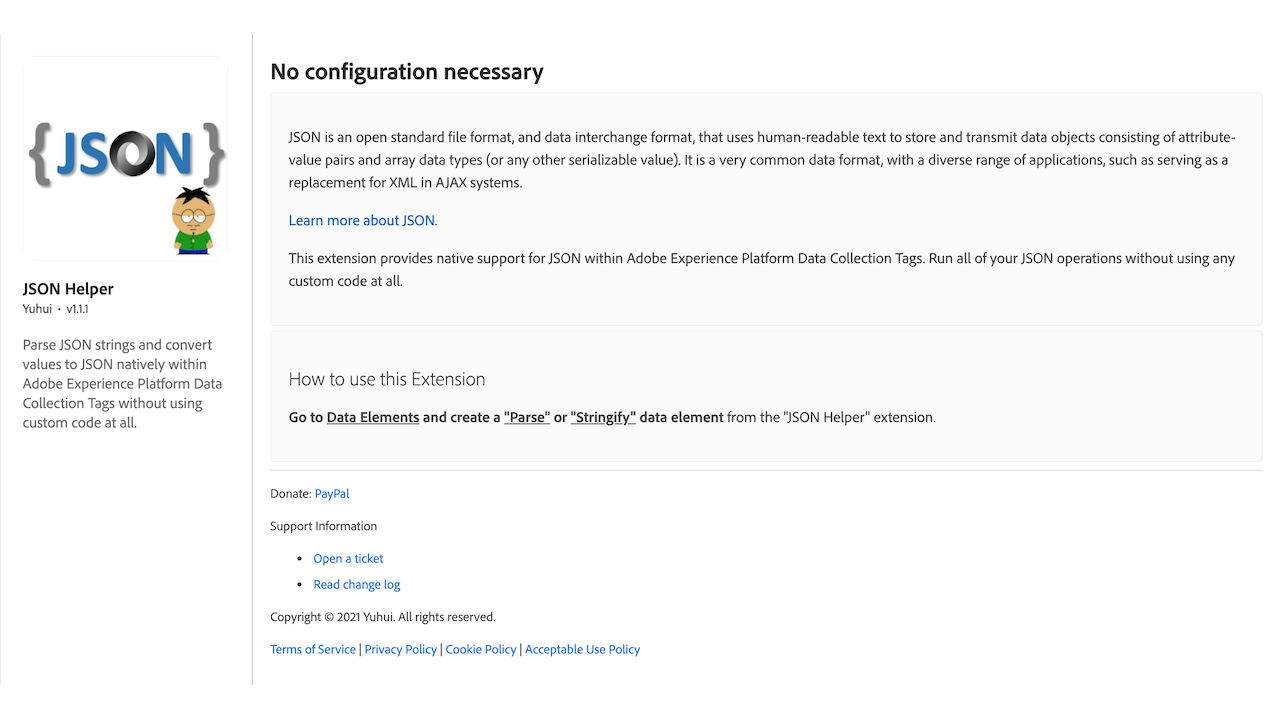 {JSON}
JSON Helper
Yuhui • v1.1.1
Parse JSON strings and convert
values to JSON natively within
Adobe Experience Platform Data
Collection Tags without using
custom code at all.
No configuration necessary
JSON is an open standard file format, and data interchange format, that uses human-readable text to store and transmit data objects consisting of attribute-
value pairs and array data types (or any other serializable value). It is a very common data format, with a diverse range of applications, such as serving as a
replacement for XML in AJAX systems.
Learn more about JSON.
This extension provides native support for JSON within Adobe Experience Platform Data Collection Tags. Run all of your JSON operations without using any
custom code at all.
How to use this Extension
Go to Data Elements and create a "Parse" or "Stringify" data element from the "JSON Helper" extension.
Donate: PayPal
Support Information
• Open a ticket
• Read change log
Copyright © 2021 Yuhui. All rights reserved.
Terms of Service | Privacy Policy | Cookie Policy | Acceptable Use Policy